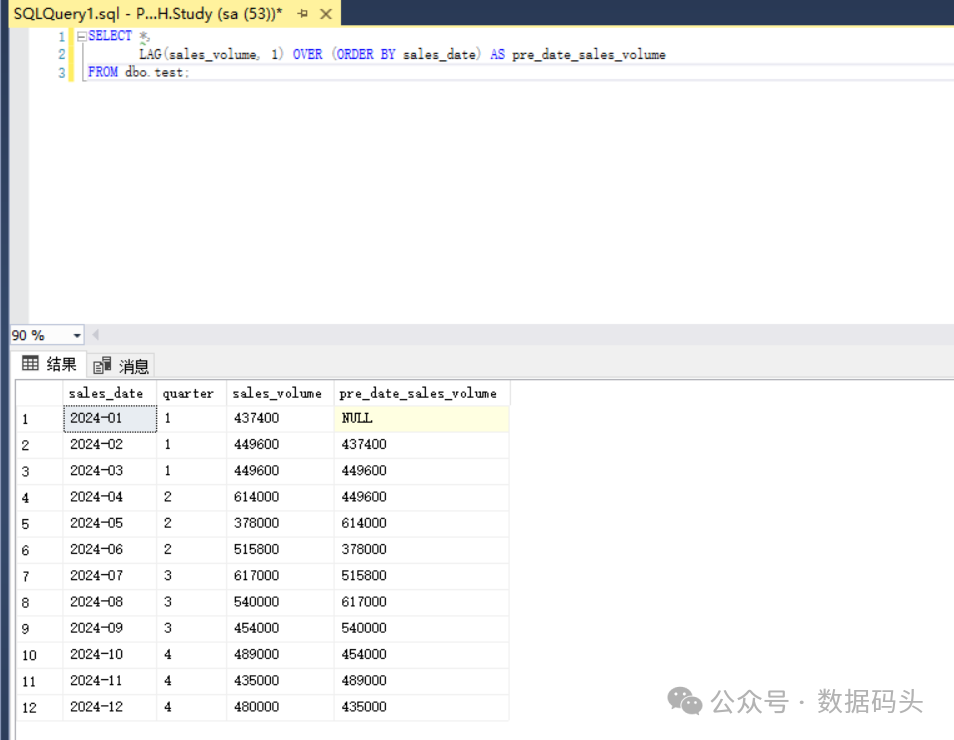 SQLQuery1.sql - P...H.Study (sa (53))*
1 SELECT *,
2 LAG(sales_volume, 1) OVER (ORDER BY sales_date) AS pre_date_sales_volume
3 FROM dbo.test;
90 %
结果 消息
sales_date quarter sales_volume pre_date_sales_volume
1 2024-01 1 437400 NULL
2 2024-02 1 449600 437400
3 2024-03 1 449600 449600
4 2024-04 2 614000 449600
5 2024-05 2 378000 614000
6 2024-06 2 515800 378000
7 2024-07 3 617000 515800
8 2024-08 3 540000 617000
9 2024-09 3 454000 540000
10 2024-10 4 489000 454000
11 2024-11 4 435000 489000
12 2024-12 4 480000 435000
公众号 · 数据码头